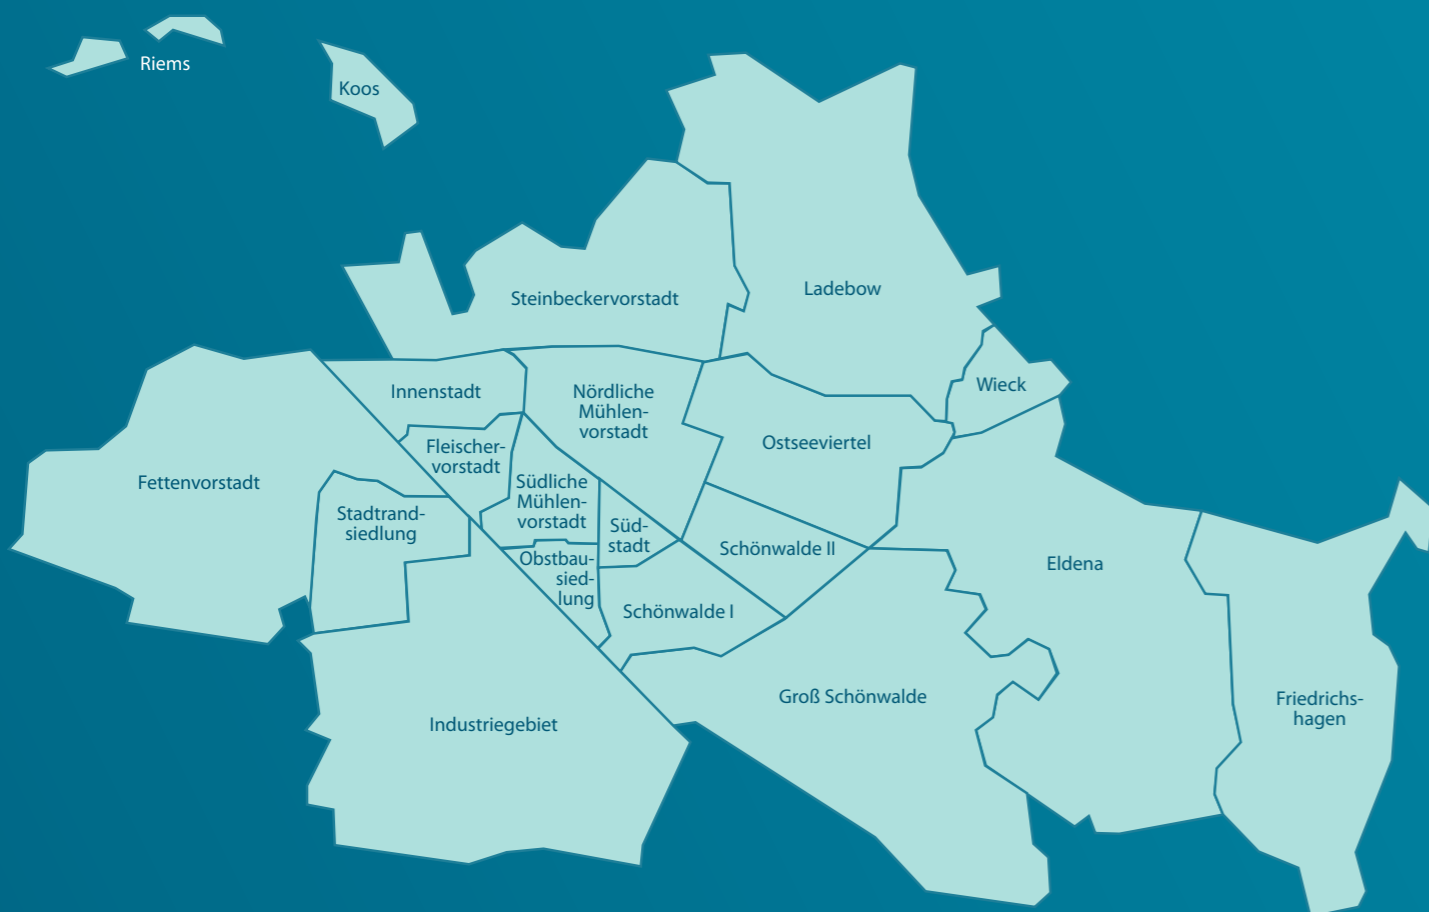 Riems
Koos
Steinbeckervorstadt
Ladebow
Innenstadt
Nördliche
Mühlen-
vorstadt
Wieck
Fleischer-
vorstadt
Ostseeviertel
Fettenvorstadt
Südliche
Mühlen-
vorstadt
Stadtrand-
siedlung
Süd-
stadt
Schönwalde II
Obstbau-
sied-
lung
Eldena
Schönwalde I
Groß Schönwalde
Friedrichs-
hagen
Industriegebiet